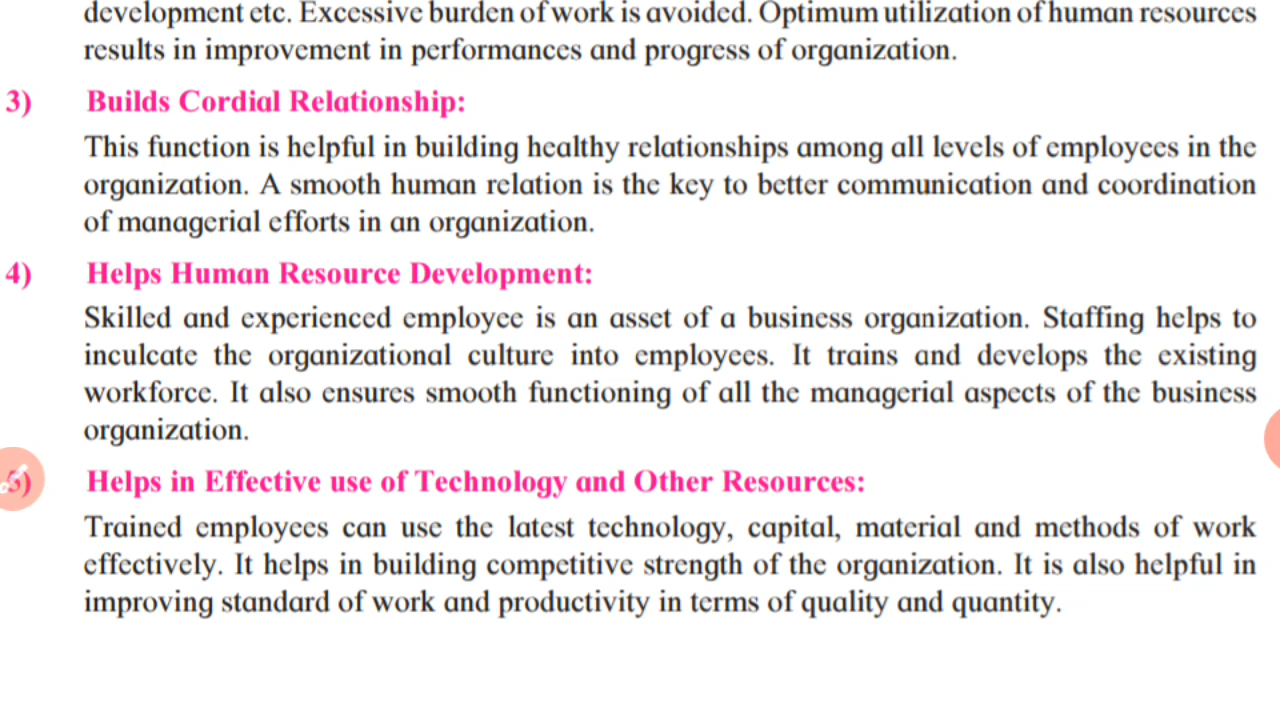 development etc. Excessive burden of work is avoided. Optimum utilization of human resources
results in improvement in performances and progress of organization.
3) Builds Cordial Relationship:
This function is helpful in building healthy relationships among all levels of employees in the
organization. A smooth human relation is the key to better communication and coordination
of managerial efforts in an organization.
4) Helps Human Resource Development:
Skilled and experienced employee is an asset of a business organization. Staffing helps to
inculcate the organizational culture into employees. It trains and develops the existing
workforce. It also ensures smooth functioning of all the managerial aspects of the business
organization.
5) Helps in Effective use of Technology and Other Resources:
Trained employees can use the latest technology, capital, material and methods of work
effectively. It helps in building competitive strength of the organization. It is also helpful in
improving standard of work and productivity in terms of quality and quantity.